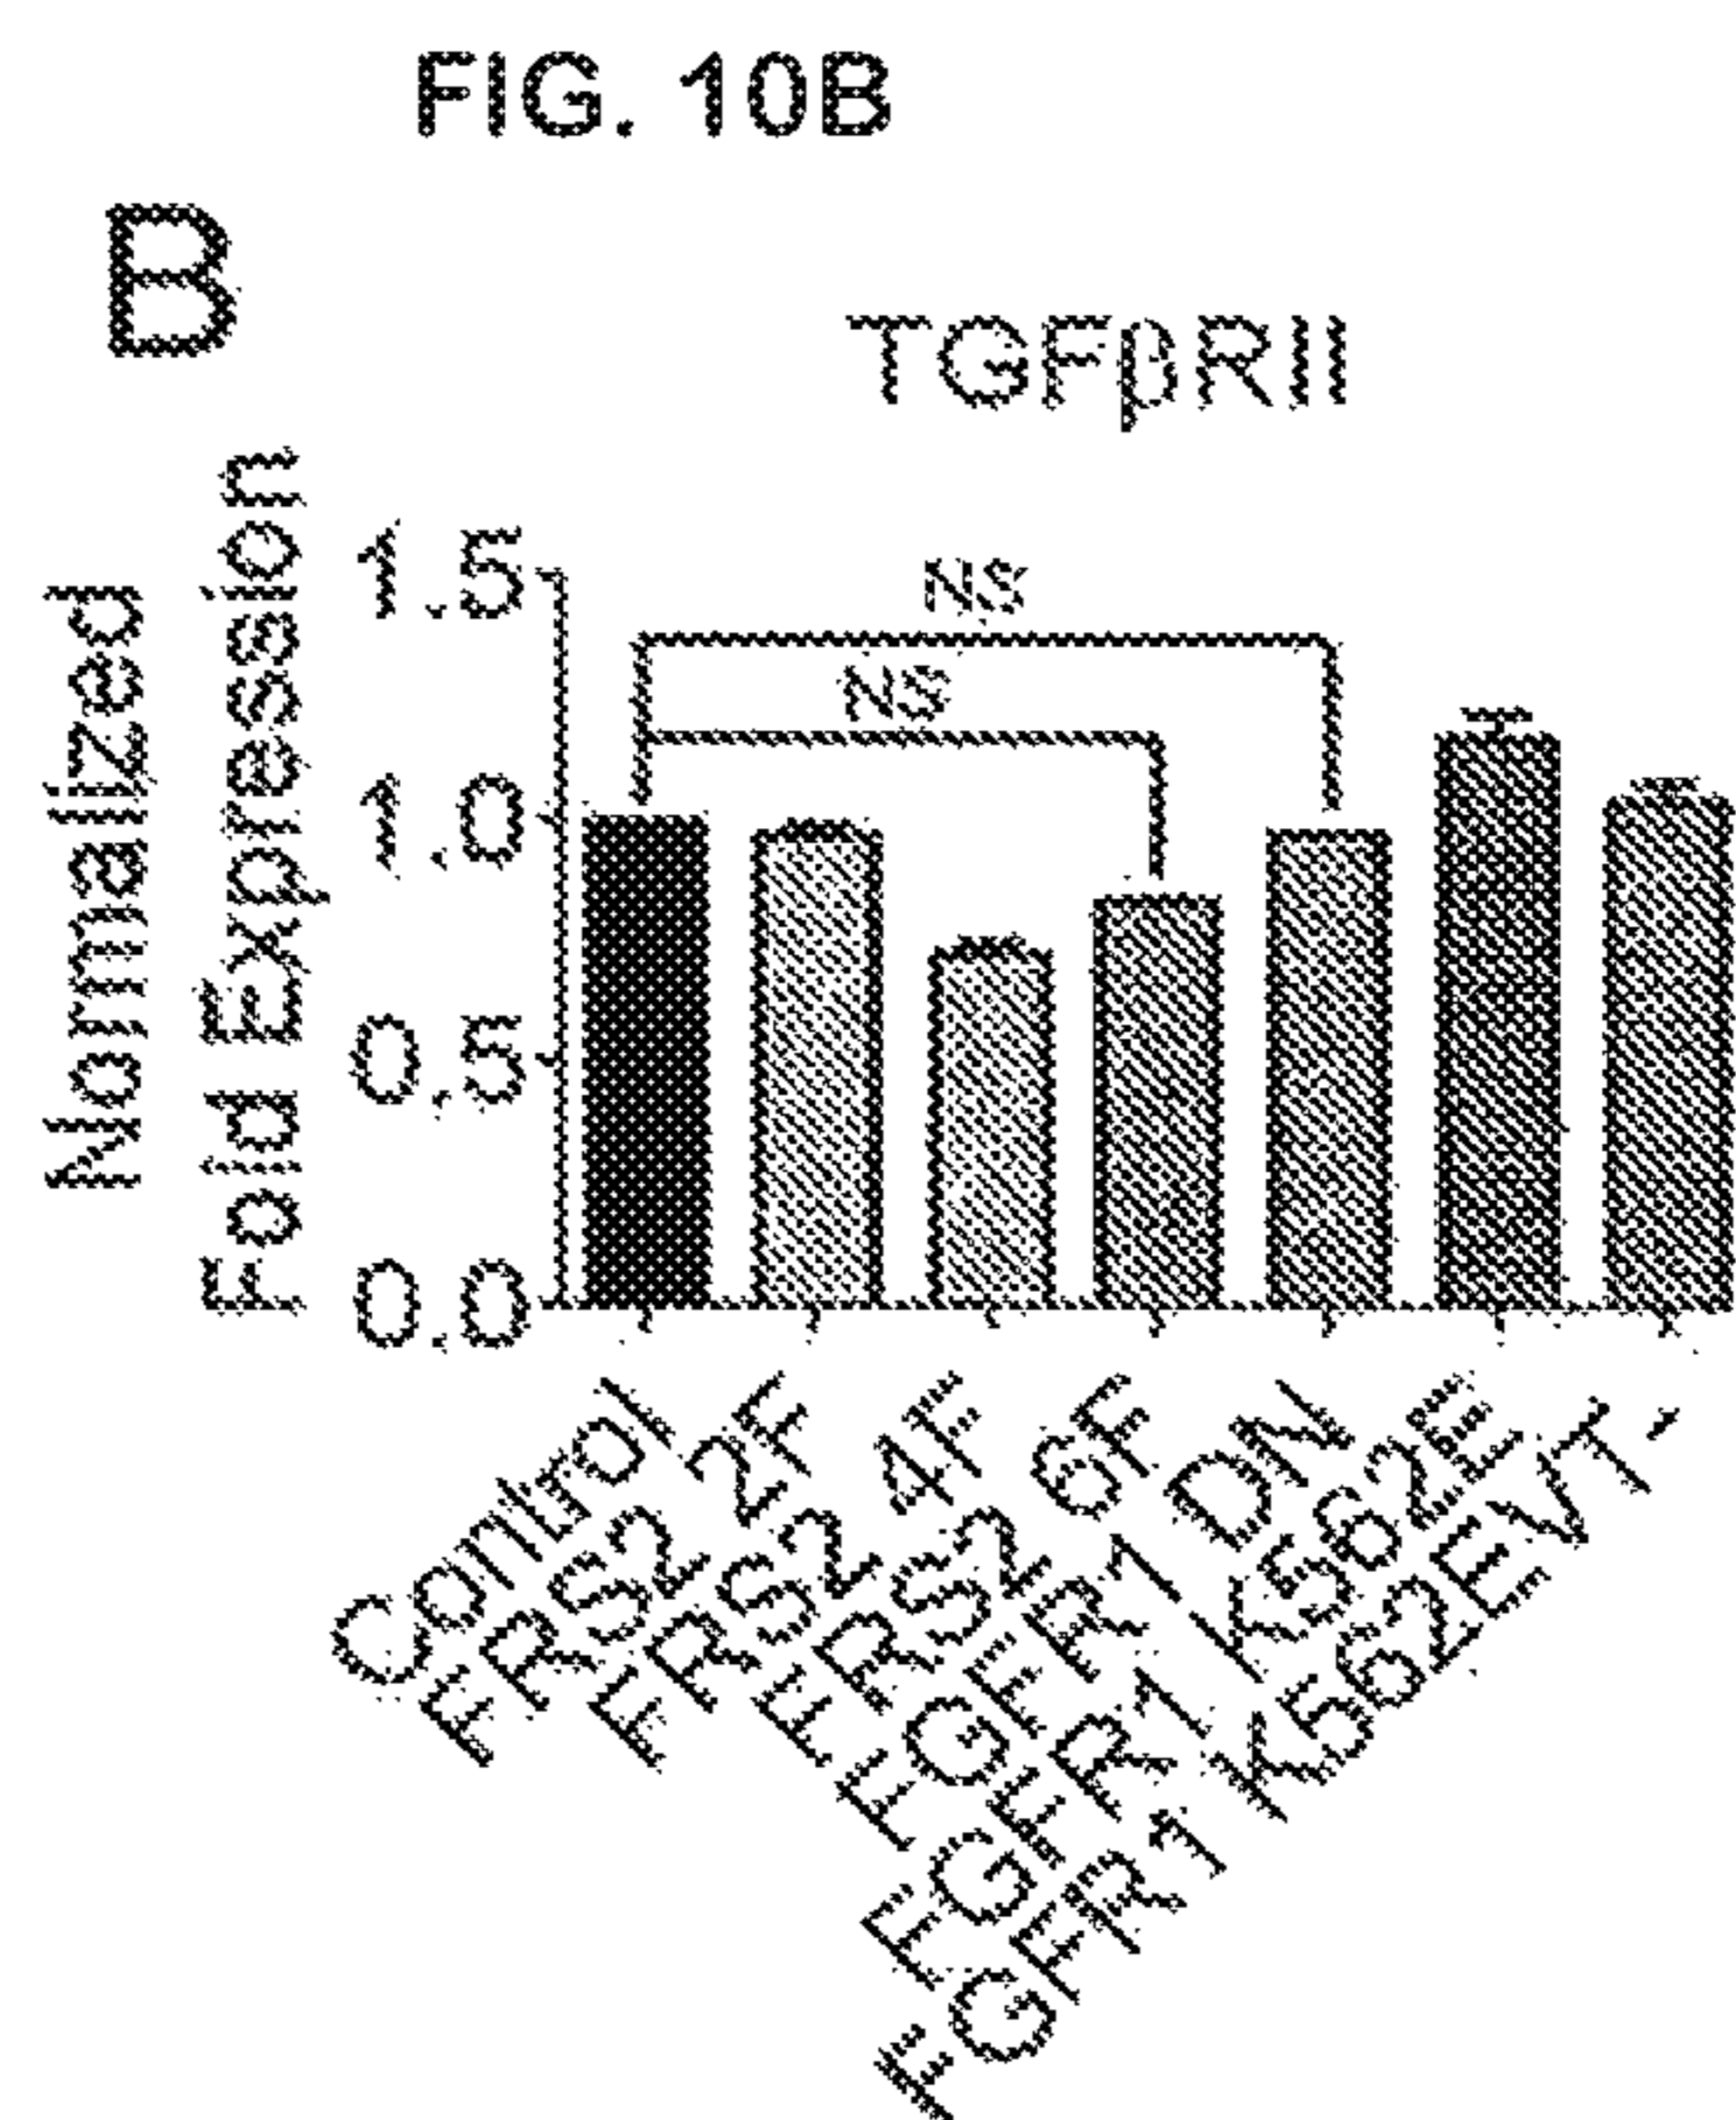 FIG. 10B
B
TGFβRII
Normalized
Fold Expression
1.5
1.0
0.5
0.0
NS
NS
Control
FRS2 2F
FRS2 4F
FRS2 6F
FGFR1 DN
FGFR1 K562E
FGFR1 K562EVT-